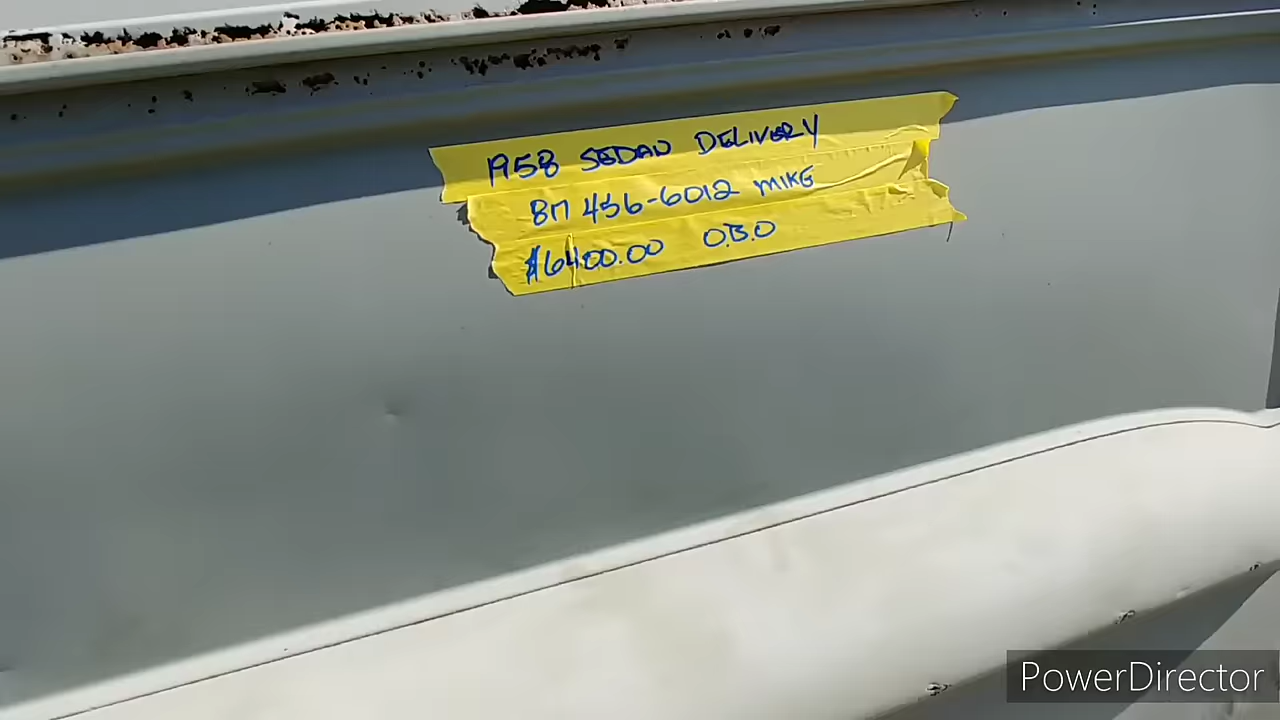 1958 SEDAN DELIVERY
817 456-6012 MIKE
$6400.00 O.B.O
PowerDirector